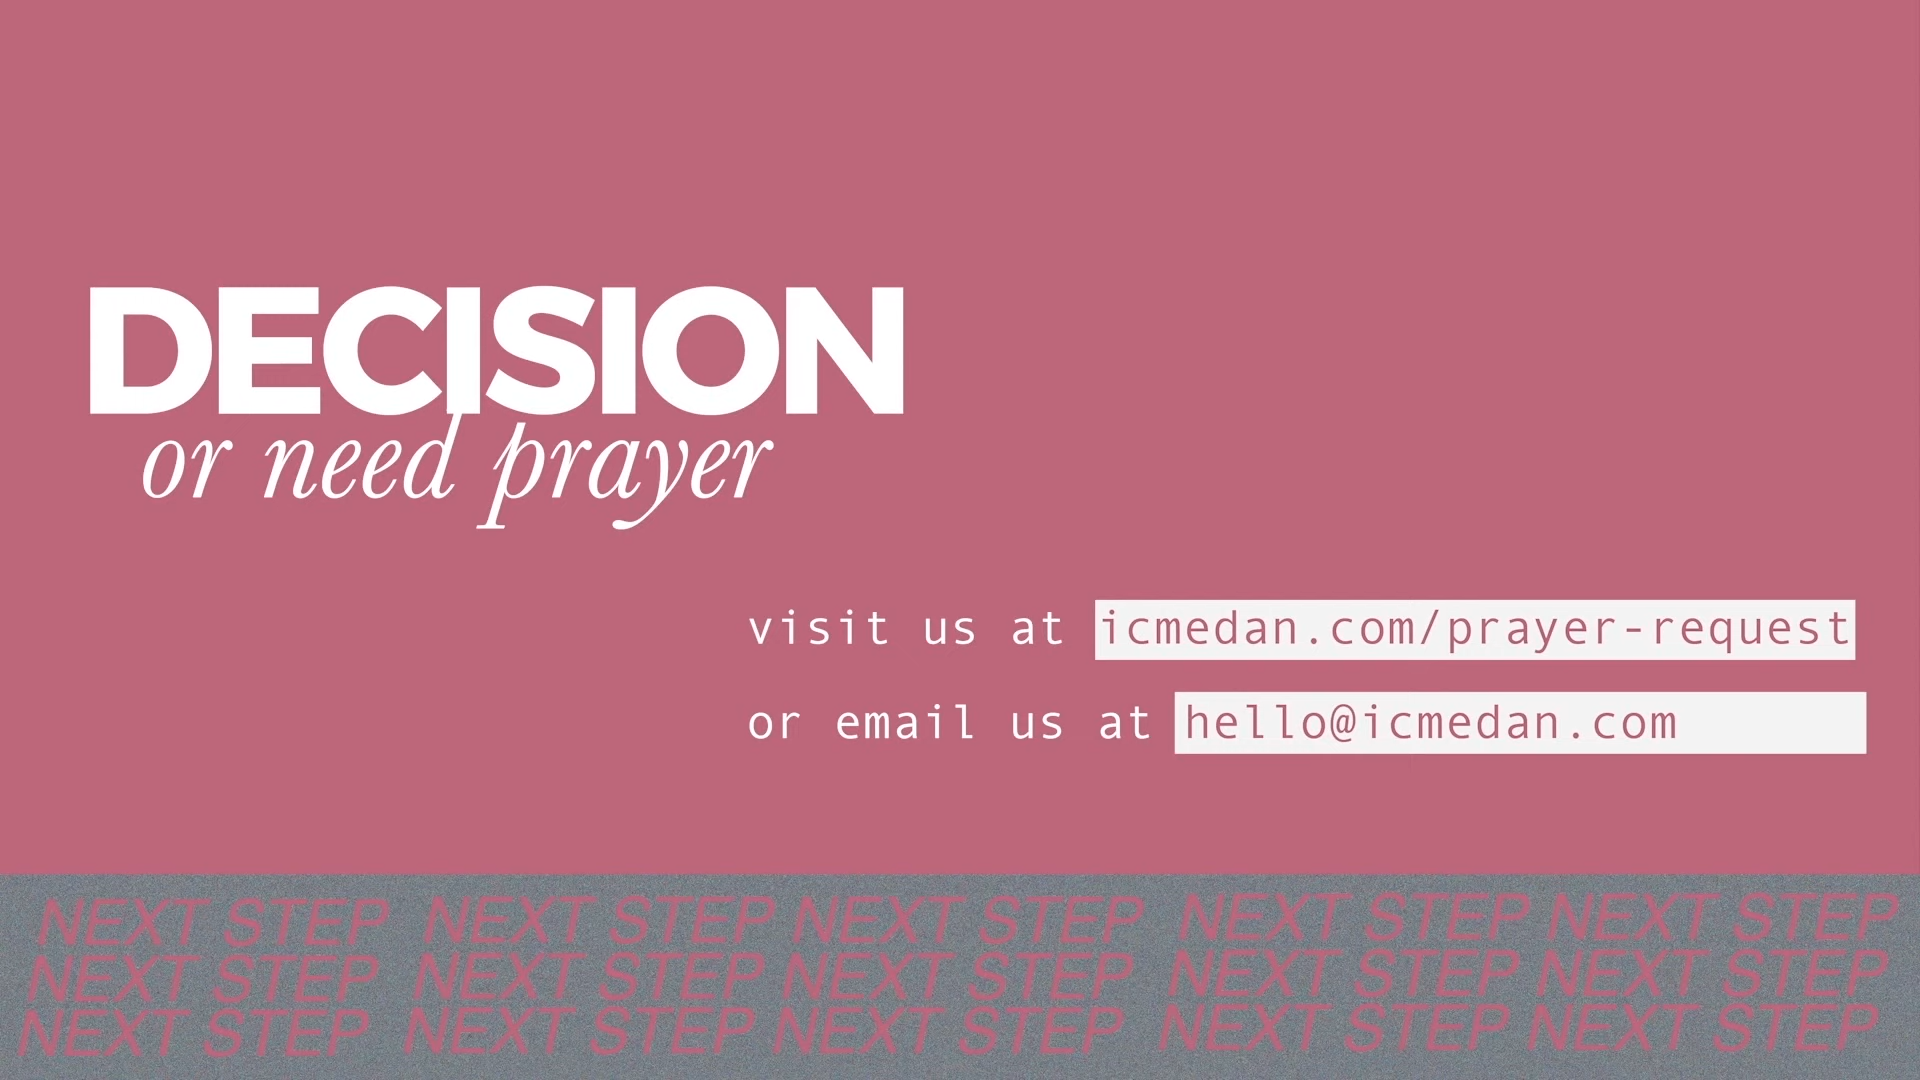 DECISION
or need prayer
visit us at icmedan.com/prayer-request
or email us at hello@icmedan.com
NEXT STEP NEXT STEP NEXT STEP NEXT STEP NEXT STEP
NEXT STEP NEXT STEP NEXT STEP NEXT STEP NEXT STEP
NEXT STEP NEXT STEP NEXT STEP NEXT STEP NEXT STEP